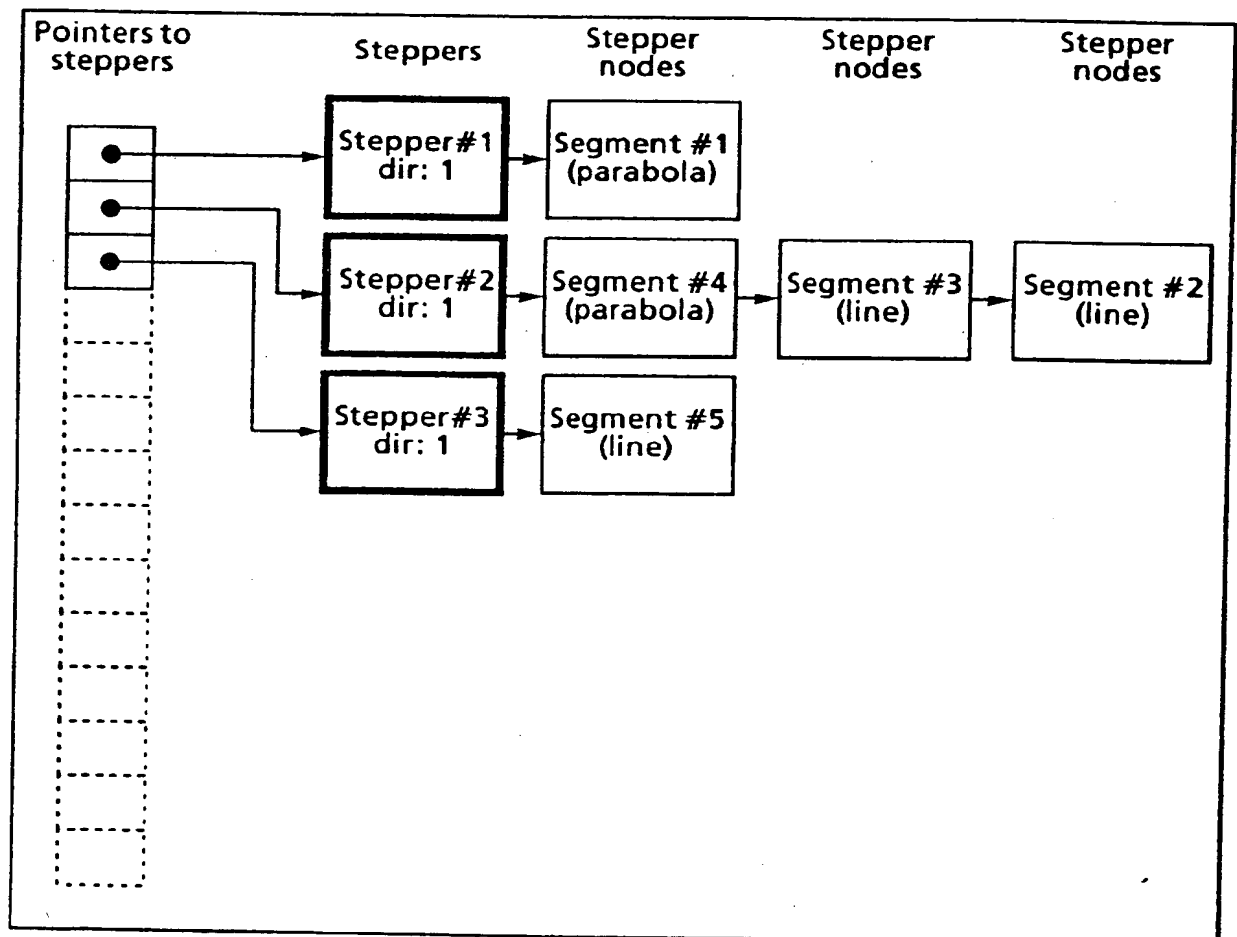 Pointers to
steppers
Steppers
Stepper
nodes
Stepper
nodes
Stepper
nodes
Stepper#1
dir: 1
Segment #1
(parabola)
Stepper#2
dir: 1
Segment #4
(parabola)
Segment #3
(line)
Segment #2
(line)
Stepper#3
dir: 1
Segment #5
(line)